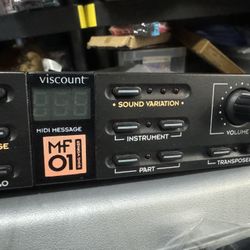 viscount
SOUND VARIATION
MIDI MESSAGE
MF
01
INSTRUMENT
VOLUME
PART
TRANSPOSE